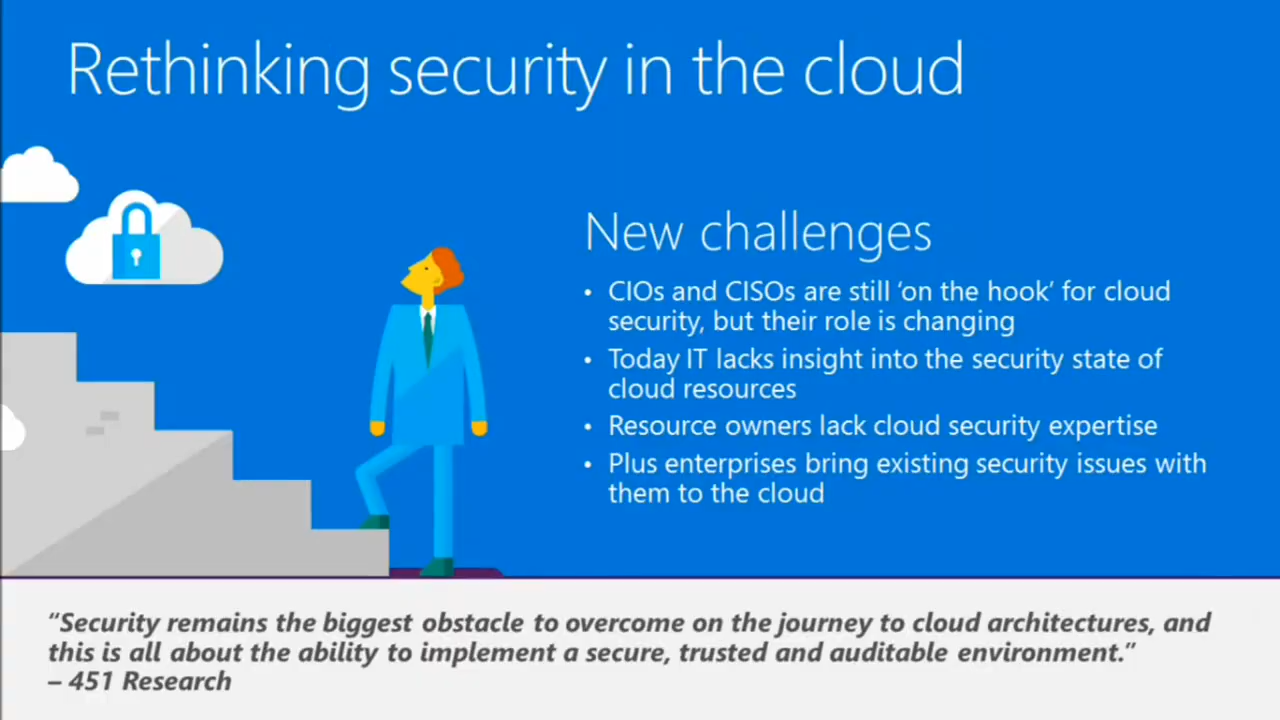 Rethinking security in the cloud
New challenges
• CIOs and CISOs are still ‘on the hook’ for cloud
security, but their role is changing
• Today IT lacks insight into the security state of
cloud resources
• Resource owners lack cloud security expertise
• Plus enterprises bring existing security issues with
them to the cloud
“Security remains the biggest obstacle to overcome on the journey to cloud architectures, and
this is all about the ability to implement a secure, trusted and auditable environment.”
– 451 Research